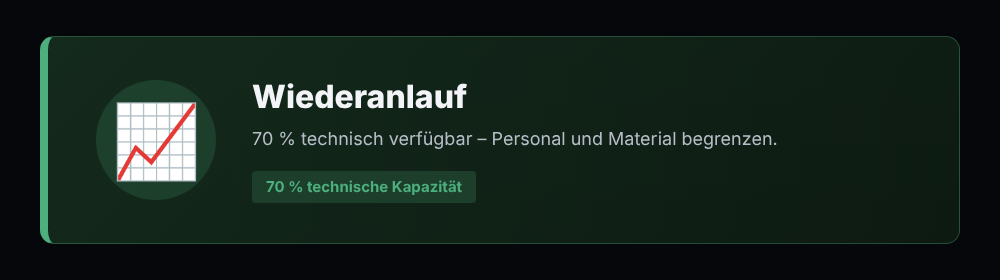 Wiederanlauf
70 % technisch verfügbar – Personal und Material begrenzen.
70 % technische Kapazität